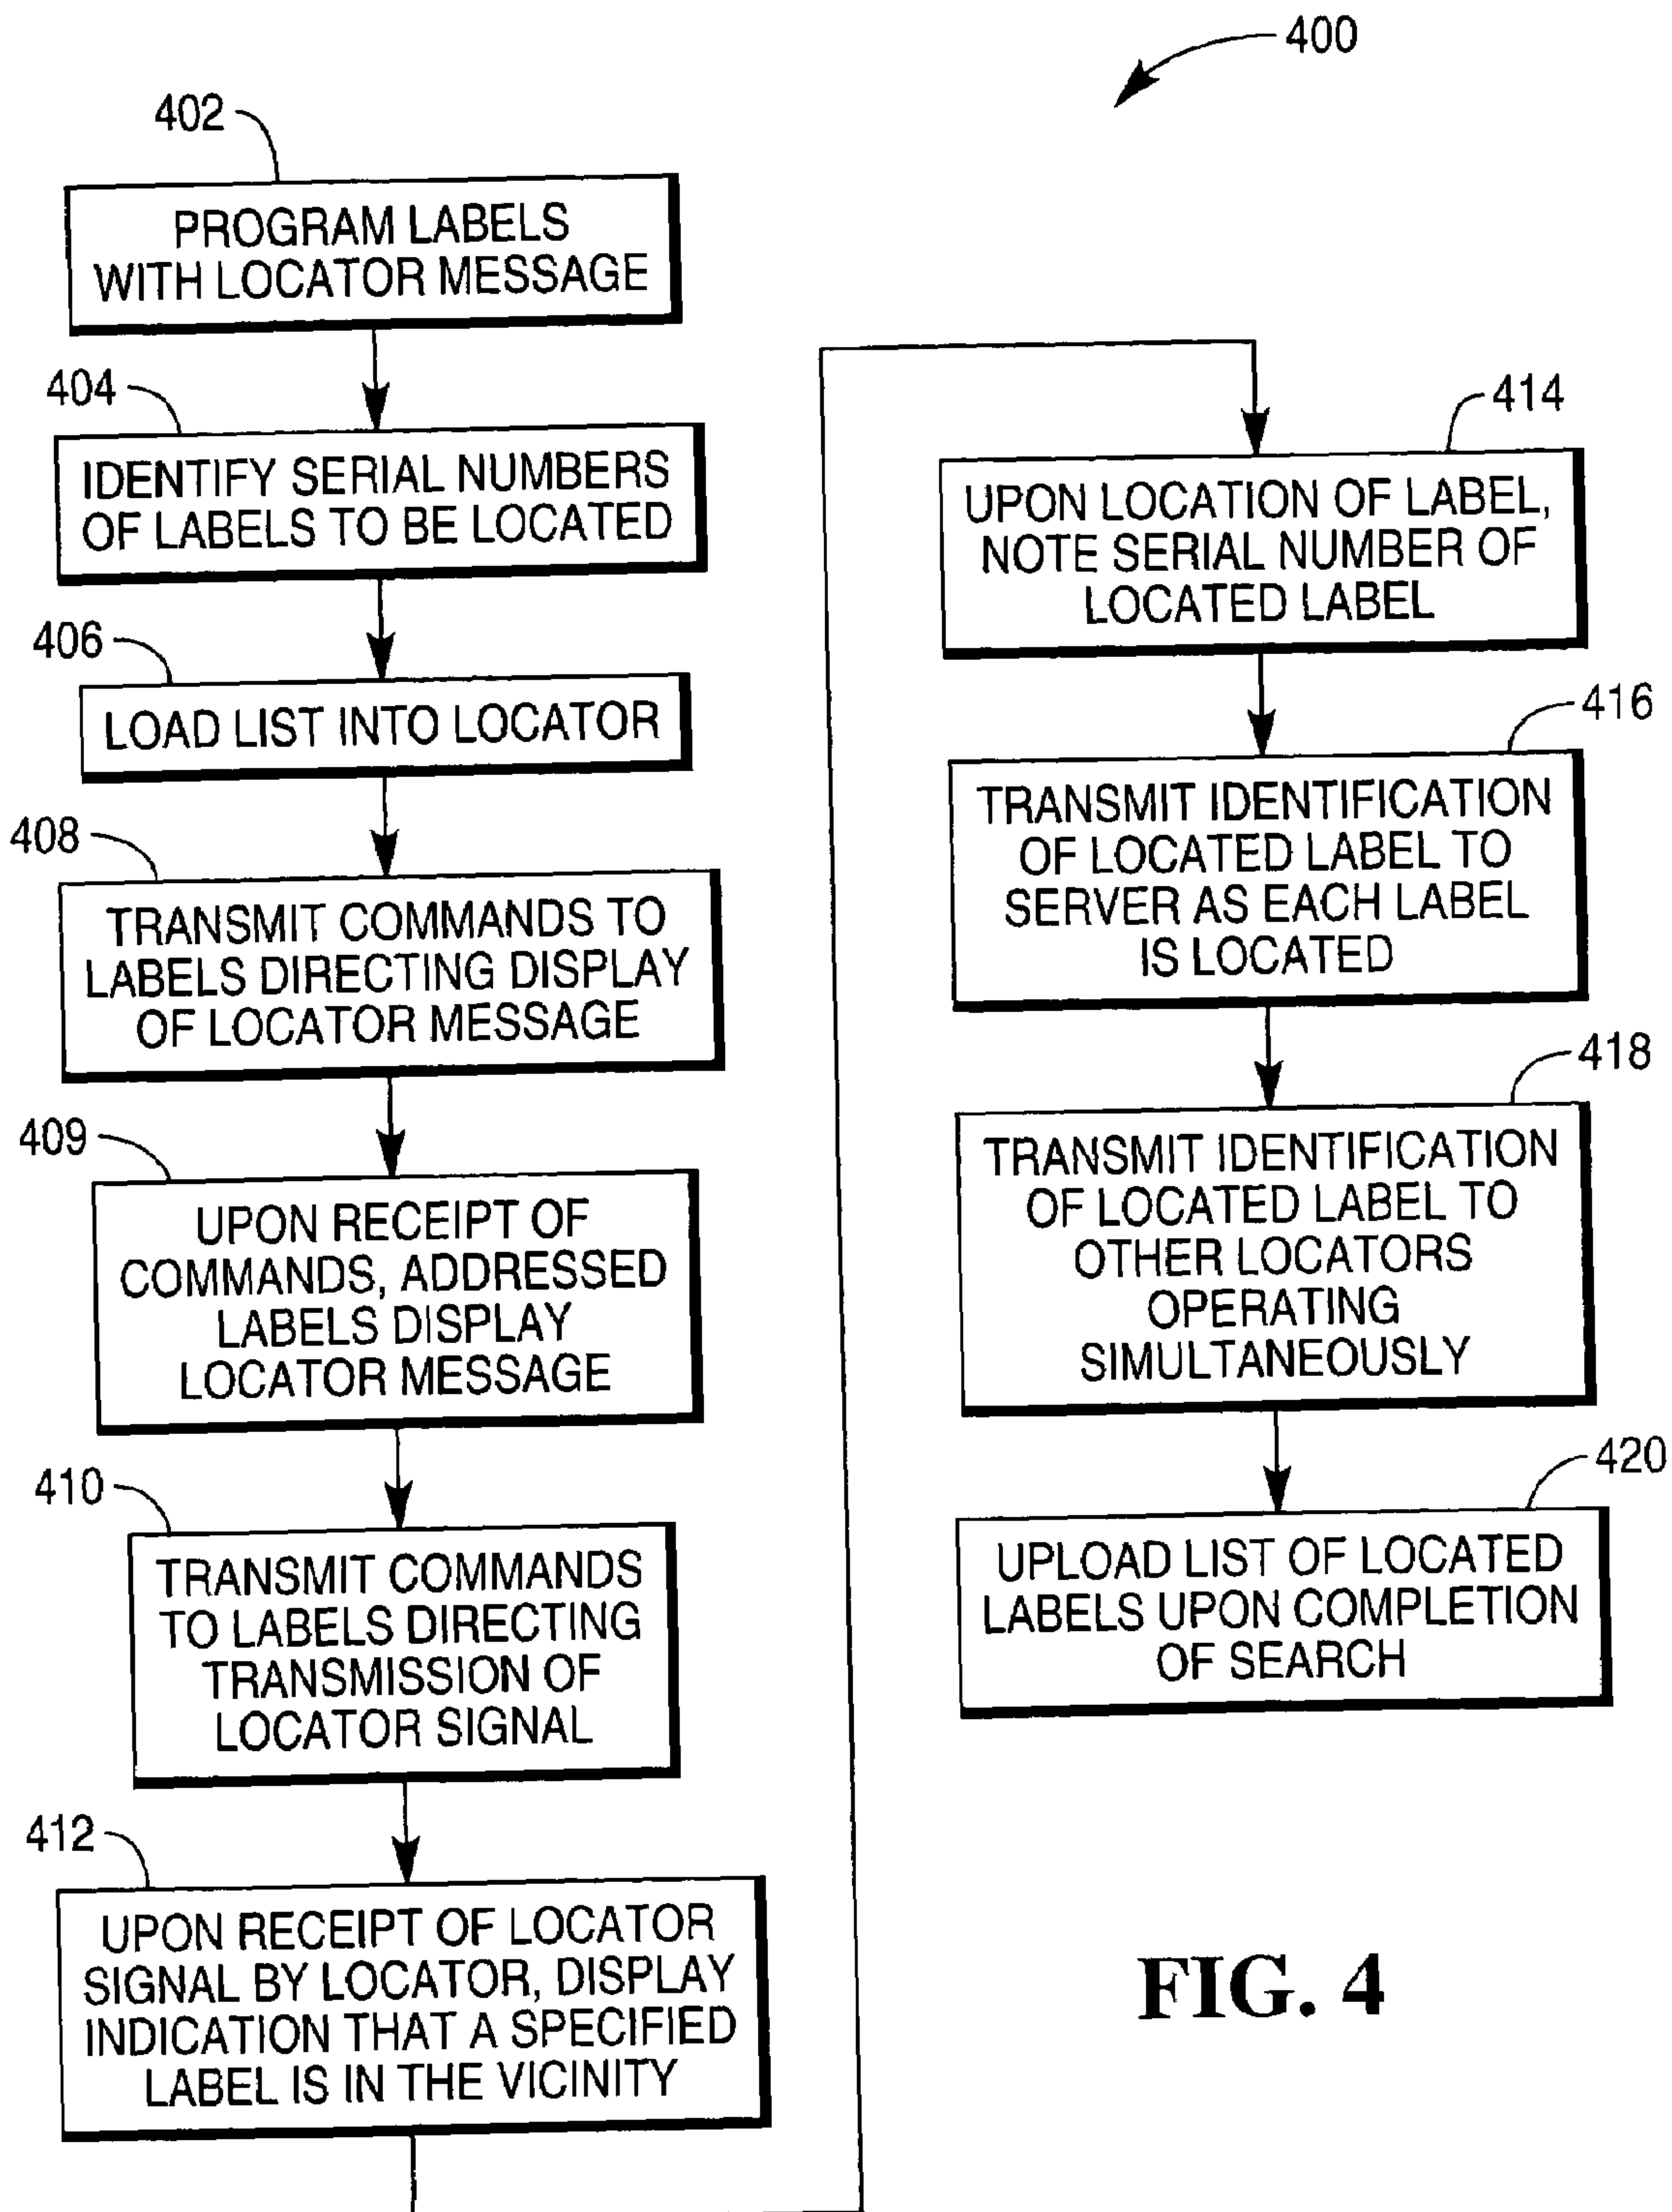 400
402
PROGRAM LABELS
WITH LOCATOR MESSAGE
404
IDENTIFY SERIAL NUMBERS
OF LABELS TO BE LOCATED
406
LOAD LIST INTO LOCATOR
408
TRANSMIT COMMANDS TO
LABELS DIRECTING DISPLAY
OF LOCATOR MESSAGE
409
UPON RECEIPT OF
COMMANDS, ADDRESSED
LABELS DISPLAY
LOCATOR MESSAGE
410
TRANSMIT COMMANDS
TO LABELS DIRECTING
TRANSMISSION OF
LOCATOR SIGNAL
412
UPON RECEIPT OF LOCATOR
SIGNAL BY LOCATOR, DISPLAY
INDICATION THAT A SPECIFIED
LABEL IS IN THE VICINITY
414
UPON LOCATION OF LABEL,
NOTE SERIAL NUMBER OF
LOCATED LABEL
416
TRANSMIT IDENTIFICATION
OF LOCATED LABEL TO
SERVER AS EACH LABEL
IS LOCATED
418
TRANSMIT IDENTIFICATION
OF LOCATED LABEL TO
OTHER LOCATORS
OPERATING
SIMULTANEOUSLY
420
UPLOAD LIST OF LOCATED
LABELS UPON COMPLETION
OF SEARCH
FIG. 4